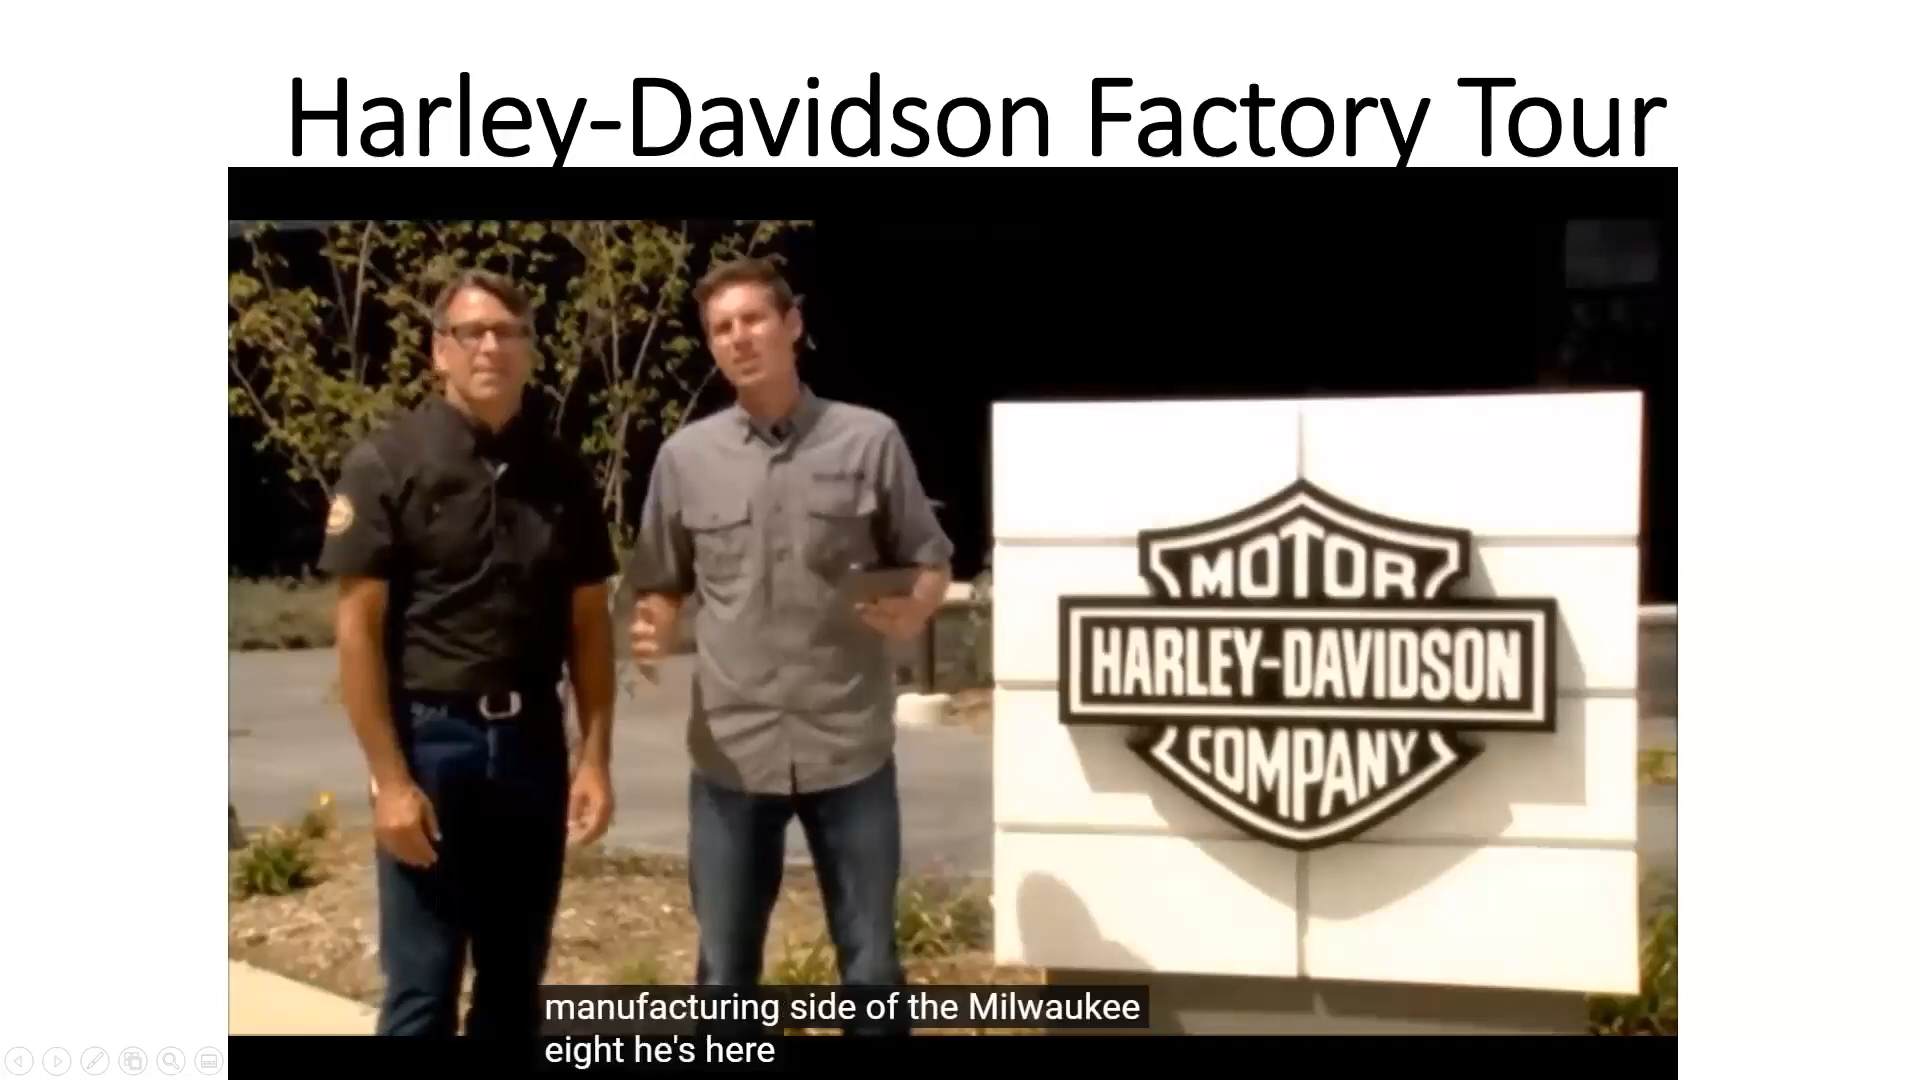 Harley-Davidson Factory Tour
MOTOR
HARLEY-DAVIDSON
COMPANY
manufacturing side of the Milwaukee
eight he's here